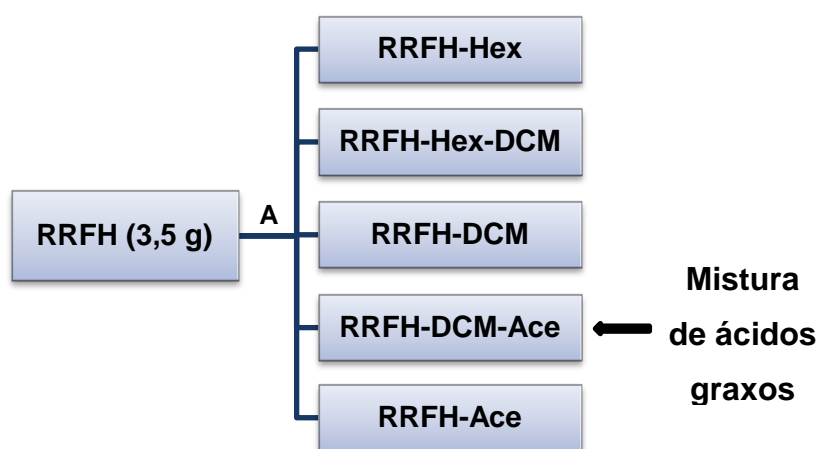 RRFH-Hex
RRFH-Hex-DCM
RRFH (3,5 g)
A
RRFH-DCM
RRFH-DCM-Ace
RRFH-Ace
Mistura
de ácidos
graxos